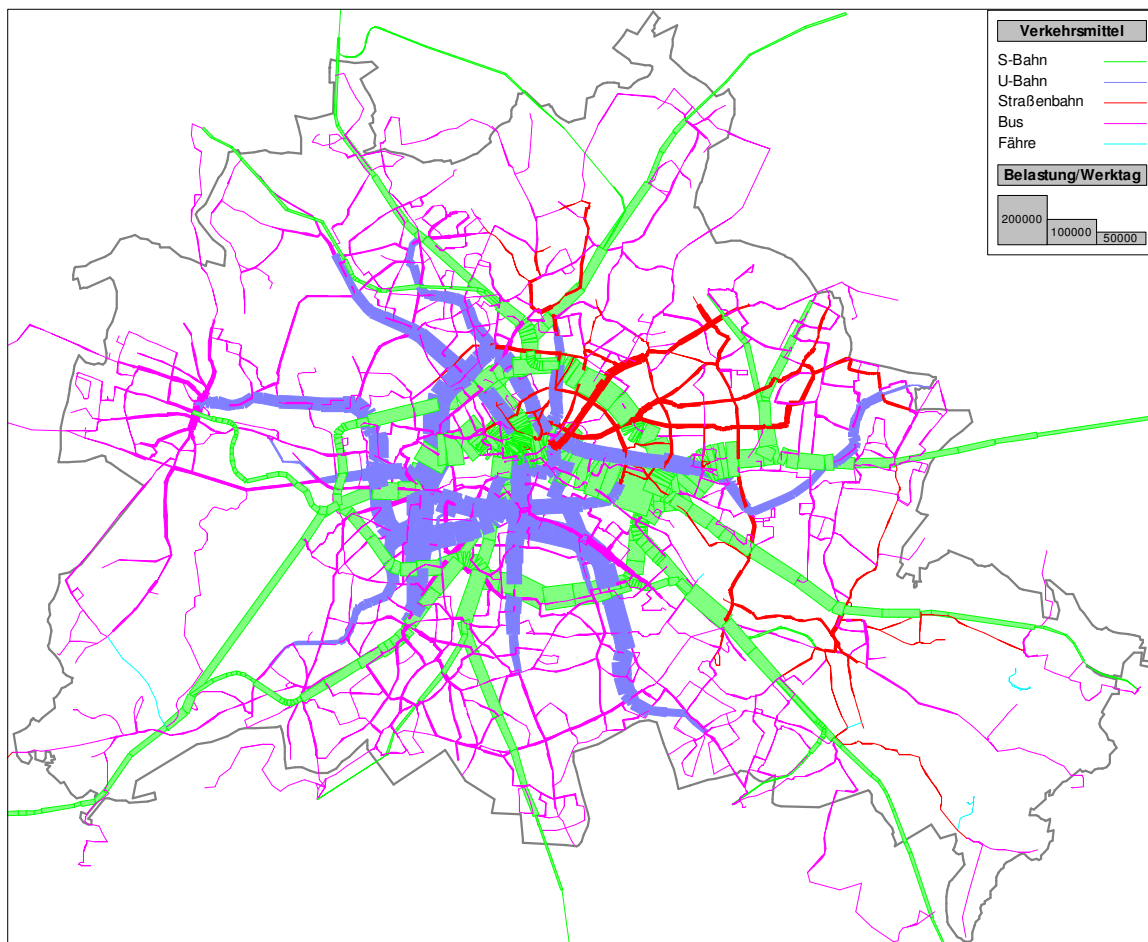 Verkehrsmittel
S-Bahn
U-Bahn
Straßenbahn
Bus
Fähre
Belastung/Werktag
200000
100000
50000